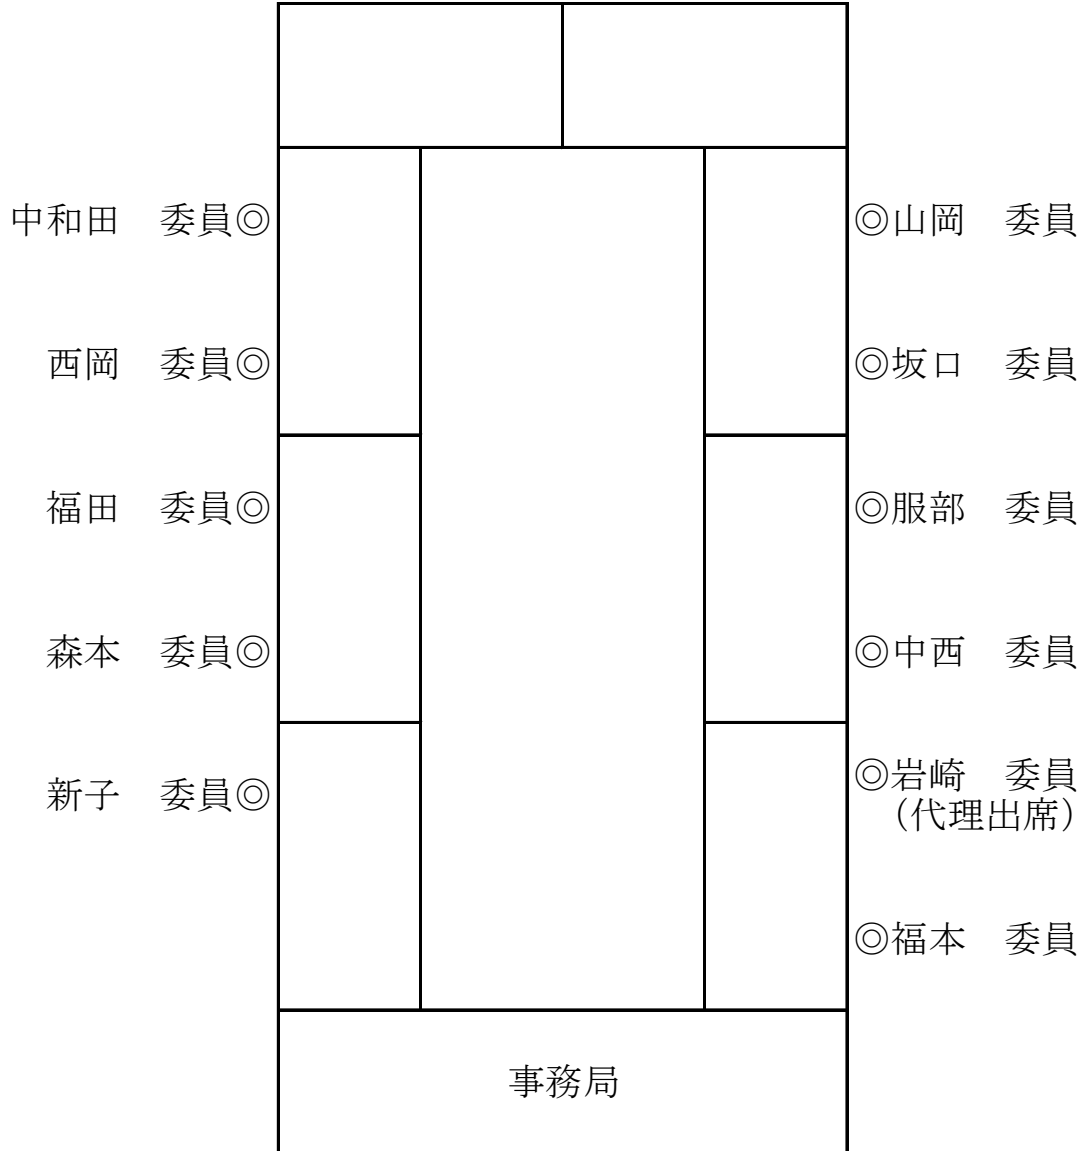 中和田　委員◎
◎山岡　委員
西岡　委員◎
◎坂口　委員
福田　委員◎
◎服部　委員
森本　委員◎
◎中西　委員
新子　委員◎
◎岩崎　委員
（代理出席）
◎福本　委員
事務局